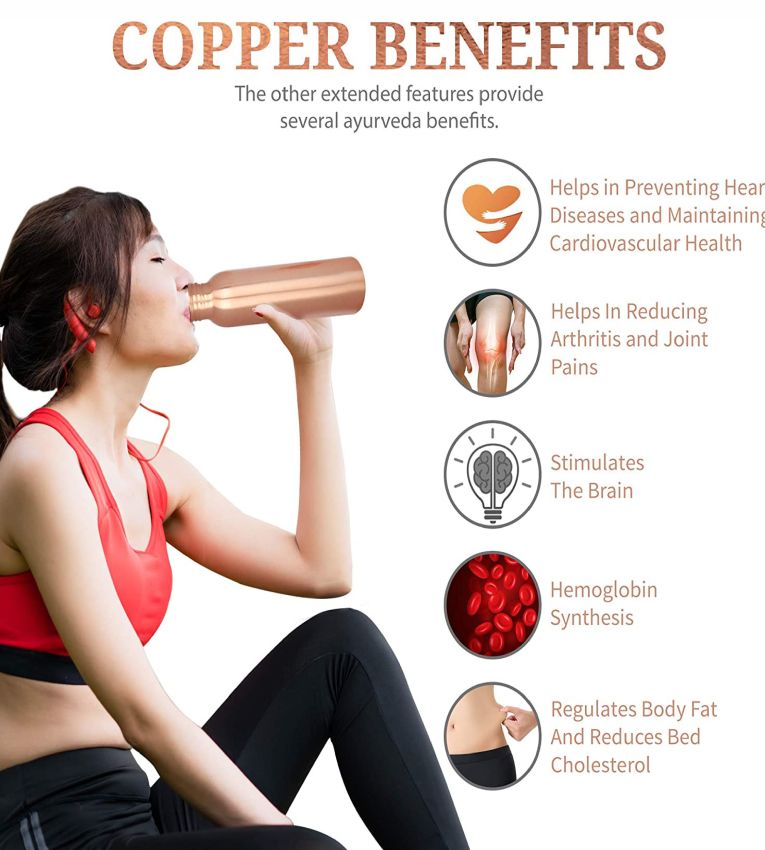 COPPER BENEFITS
The other extended features provide
several ayurveda benefits.
Helps in Preventing Hear
Diseases and Maintaining
Cardiovascular Health
Helps In Reducing
Arthritis and Joint
Pains
Stimulates
The Brain
Hemoglobin
Synthesis
Regulates Body Fat
And Reduces Bed
Cholesterol